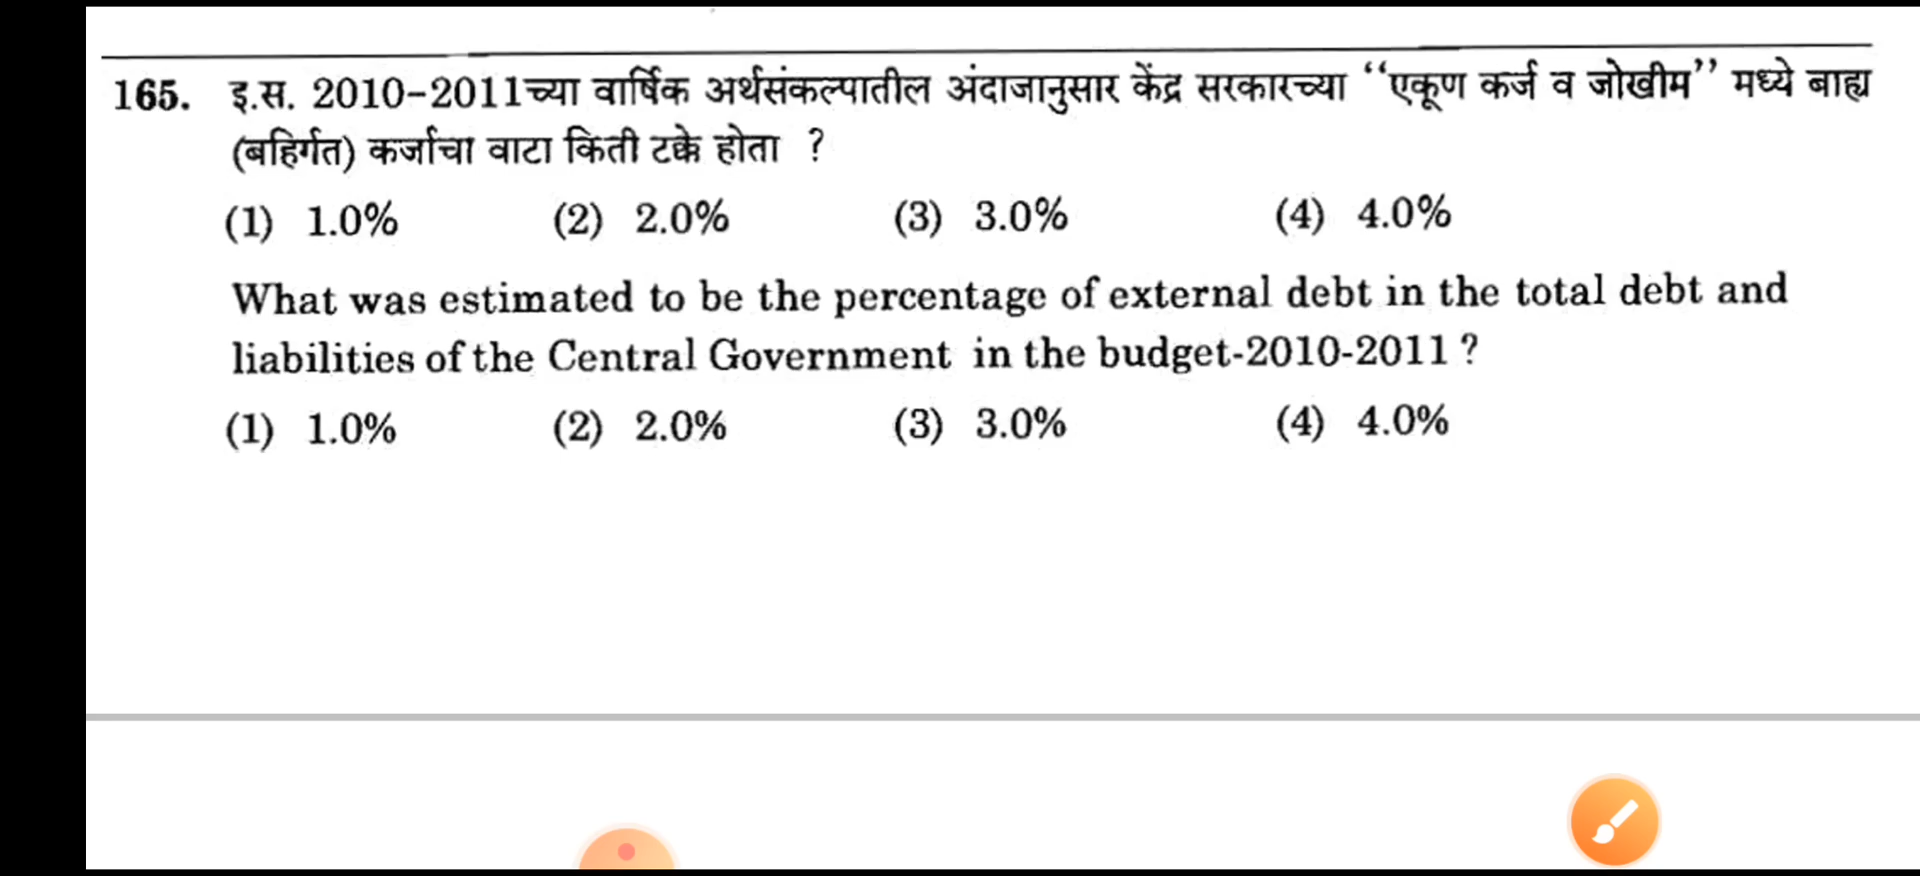 165. इ.स. 2010-2011च्या वार्षिक अर्थसंकल्पातील अंदाजानुसार केंद्र सरकारच्या ‘‘एकूण कर्ज व जोखीम’’ मध्ये बाह्य
(बहिर्गत) कर्जाचा वाटा किती टक्के होता ?
(1) 1.0% (2) 2.0% (3) 3.0% (4) 4.0%
What was estimated to be the percentage of external debt in the total debt and
liabilities of the Central Government in the budget-2010-2011 ?
(1) 1.0% (2) 2.0% (3) 3.0% (4) 4.0%